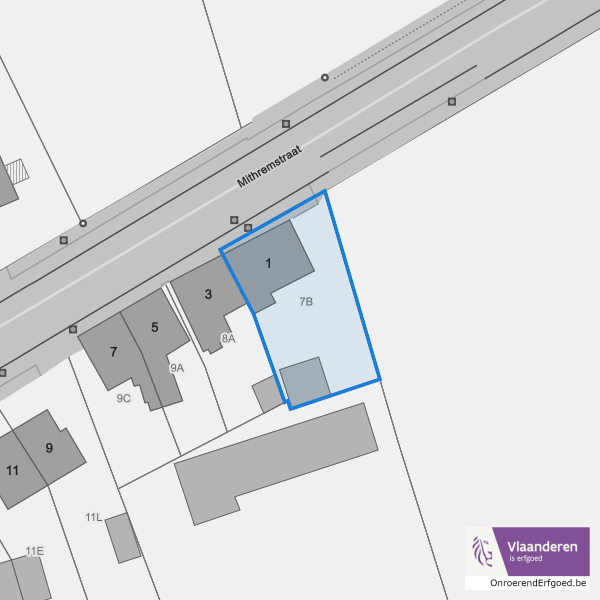 Mithremstraat
1
3
7B
5
7
8A
9A
9C
9
11
11L
11E
Vlaanderen
is erfgoed
OnroerendErfgoed.be